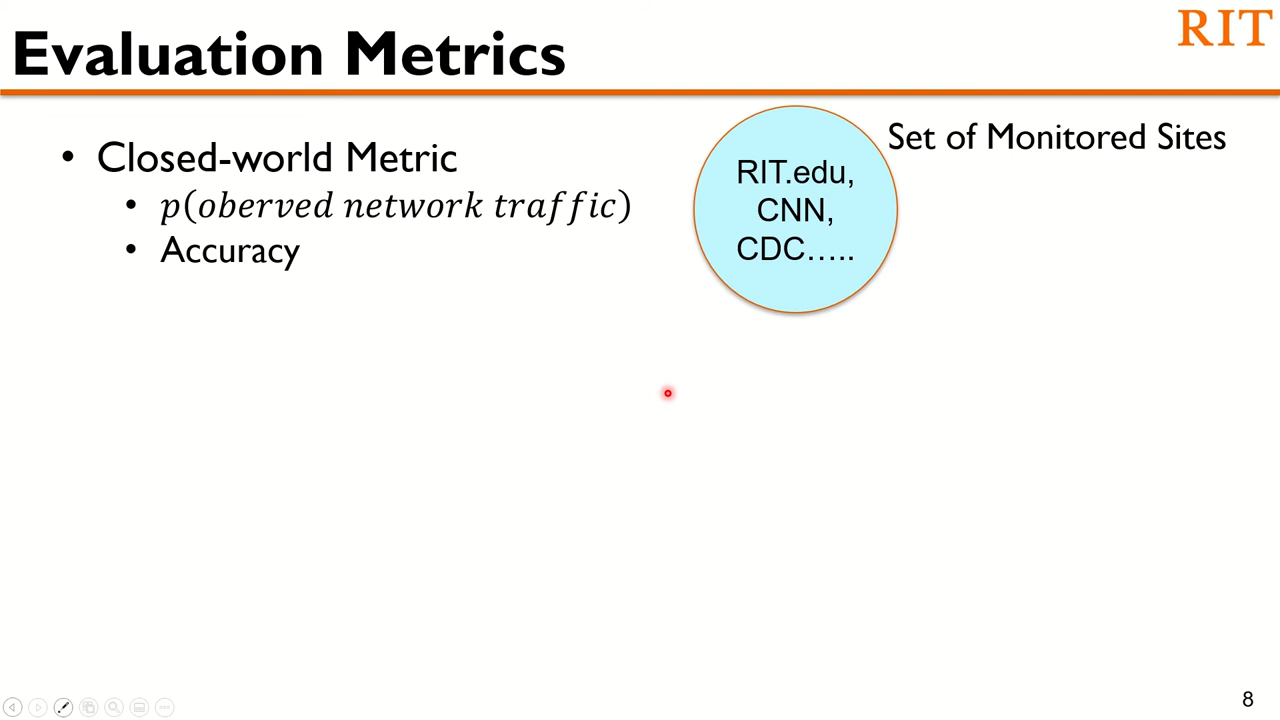 Evaluation Metrics
RIT
• Closed-world Metric
• p(oberved network traffic)
• Accuracy
Set of Monitored Sites
RIT.edu,
CNN,
CDC…..
8